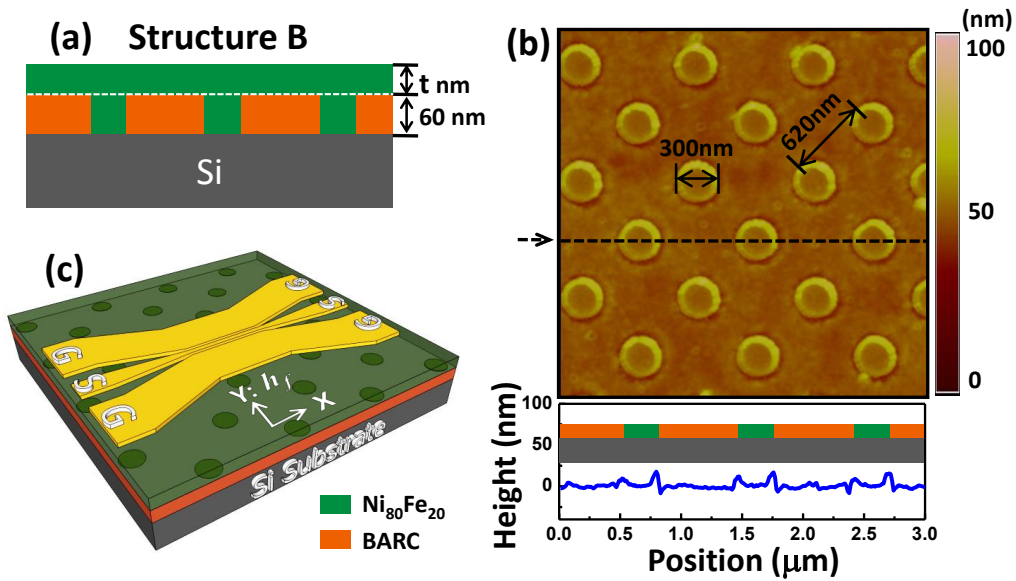 (a) Structure B
t nm
60 nm
Si
(b)
(nm)
100
50
0
300nm
620nm
(c)
G
S
G
G
S
G
Y: hf
X
Si Substrate
Ni80Fe20
BARC
Height (nm)
100
50
0
0.0 0.5 1.0 1.5 2.0 2.5 3.0
Position (μm)